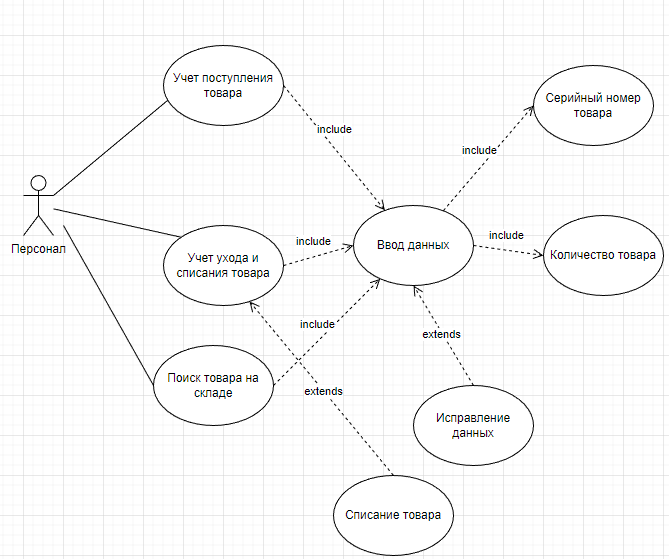 Учет поступления
товара
Серийный номер
товара
include
include
Персонал
Учет ухода и
списания товара
include
Ввод данных
include
Количество товара
include
extends
Поиск товара на
складе
extends
Исправление
данных
Списание товара